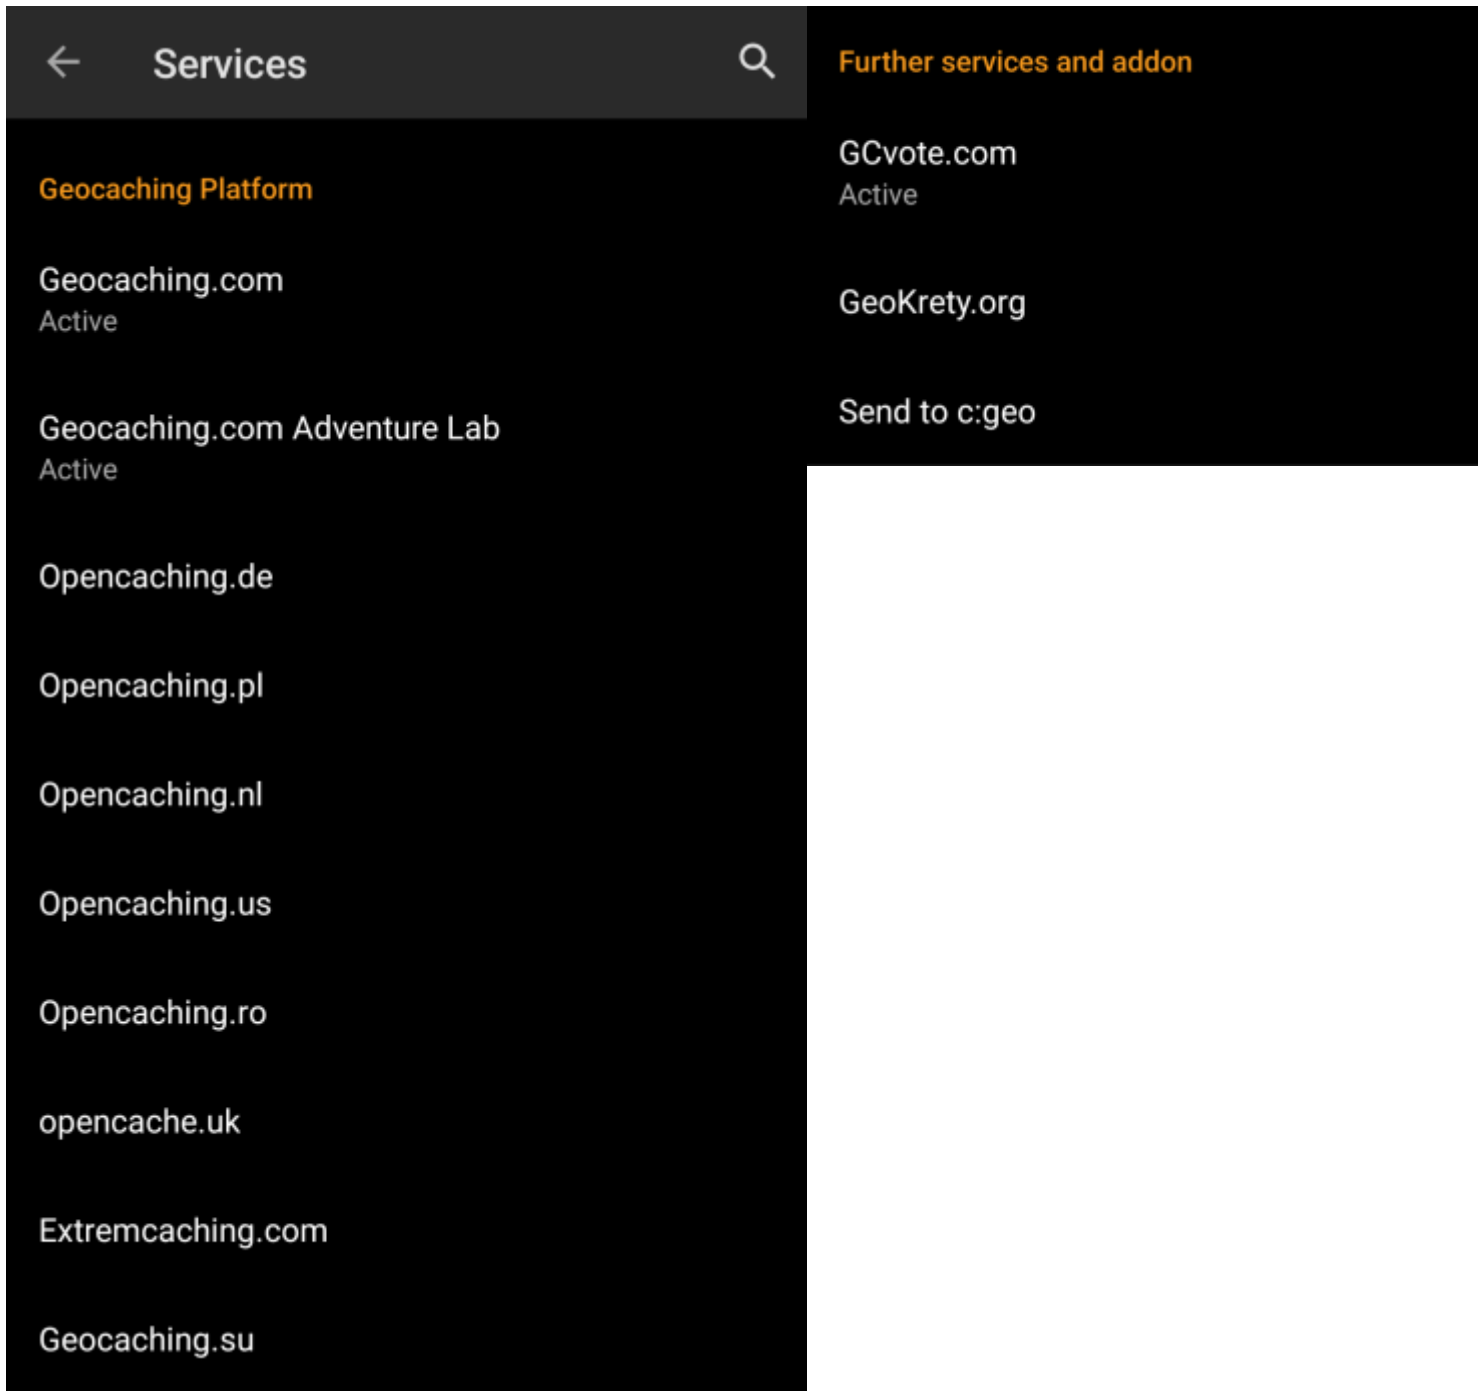 Services
Geocaching Platform
Geocaching.com
Active
Geocaching.com Adventure Lab
Active
Opencaching.de
Opencaching.pl
Opencaching.nl
Opencaching.us
Opencaching.ro
opencache.uk
Extremcaching.com
Geocaching.su
Further services and addon
GCvote.com
Active
GeoKrety.org
Send to c:geo